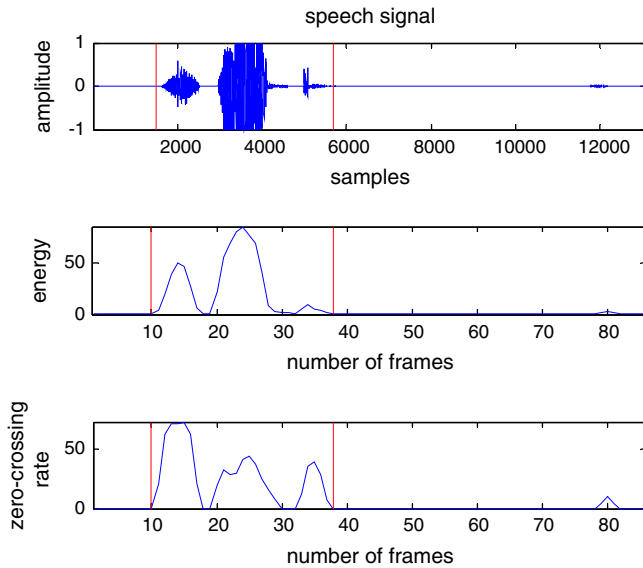 speech signal
amplitude
1
0
-1
2000 4000 6000 8000 10000 12000
samples
energy
50
0
10 20 30 40 50 60 70 80
number of frames
zero-crossing
rate
50
0
10 20 30 40 50 60 70 80
number of frames